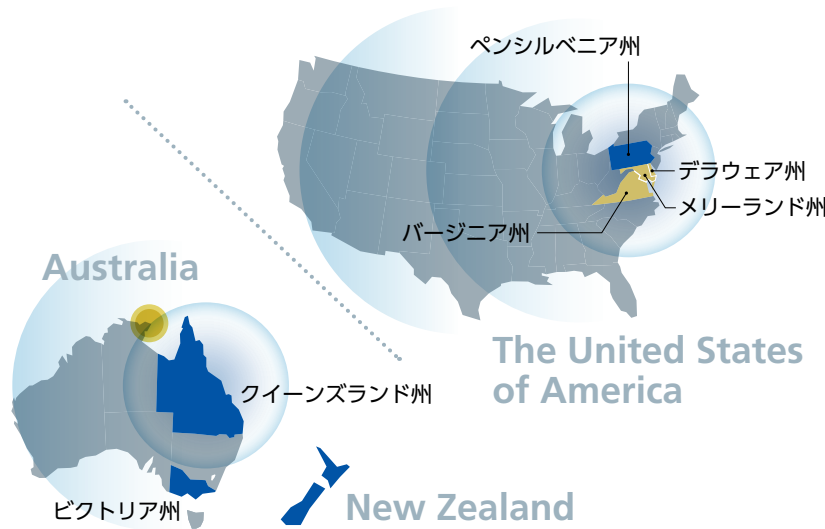 ペンシルベニア州
デラウェア州
メリーランド州
バージニア州
Australia
The United States
of America
クイーンズランド州
ビクトリア州
New Zealand